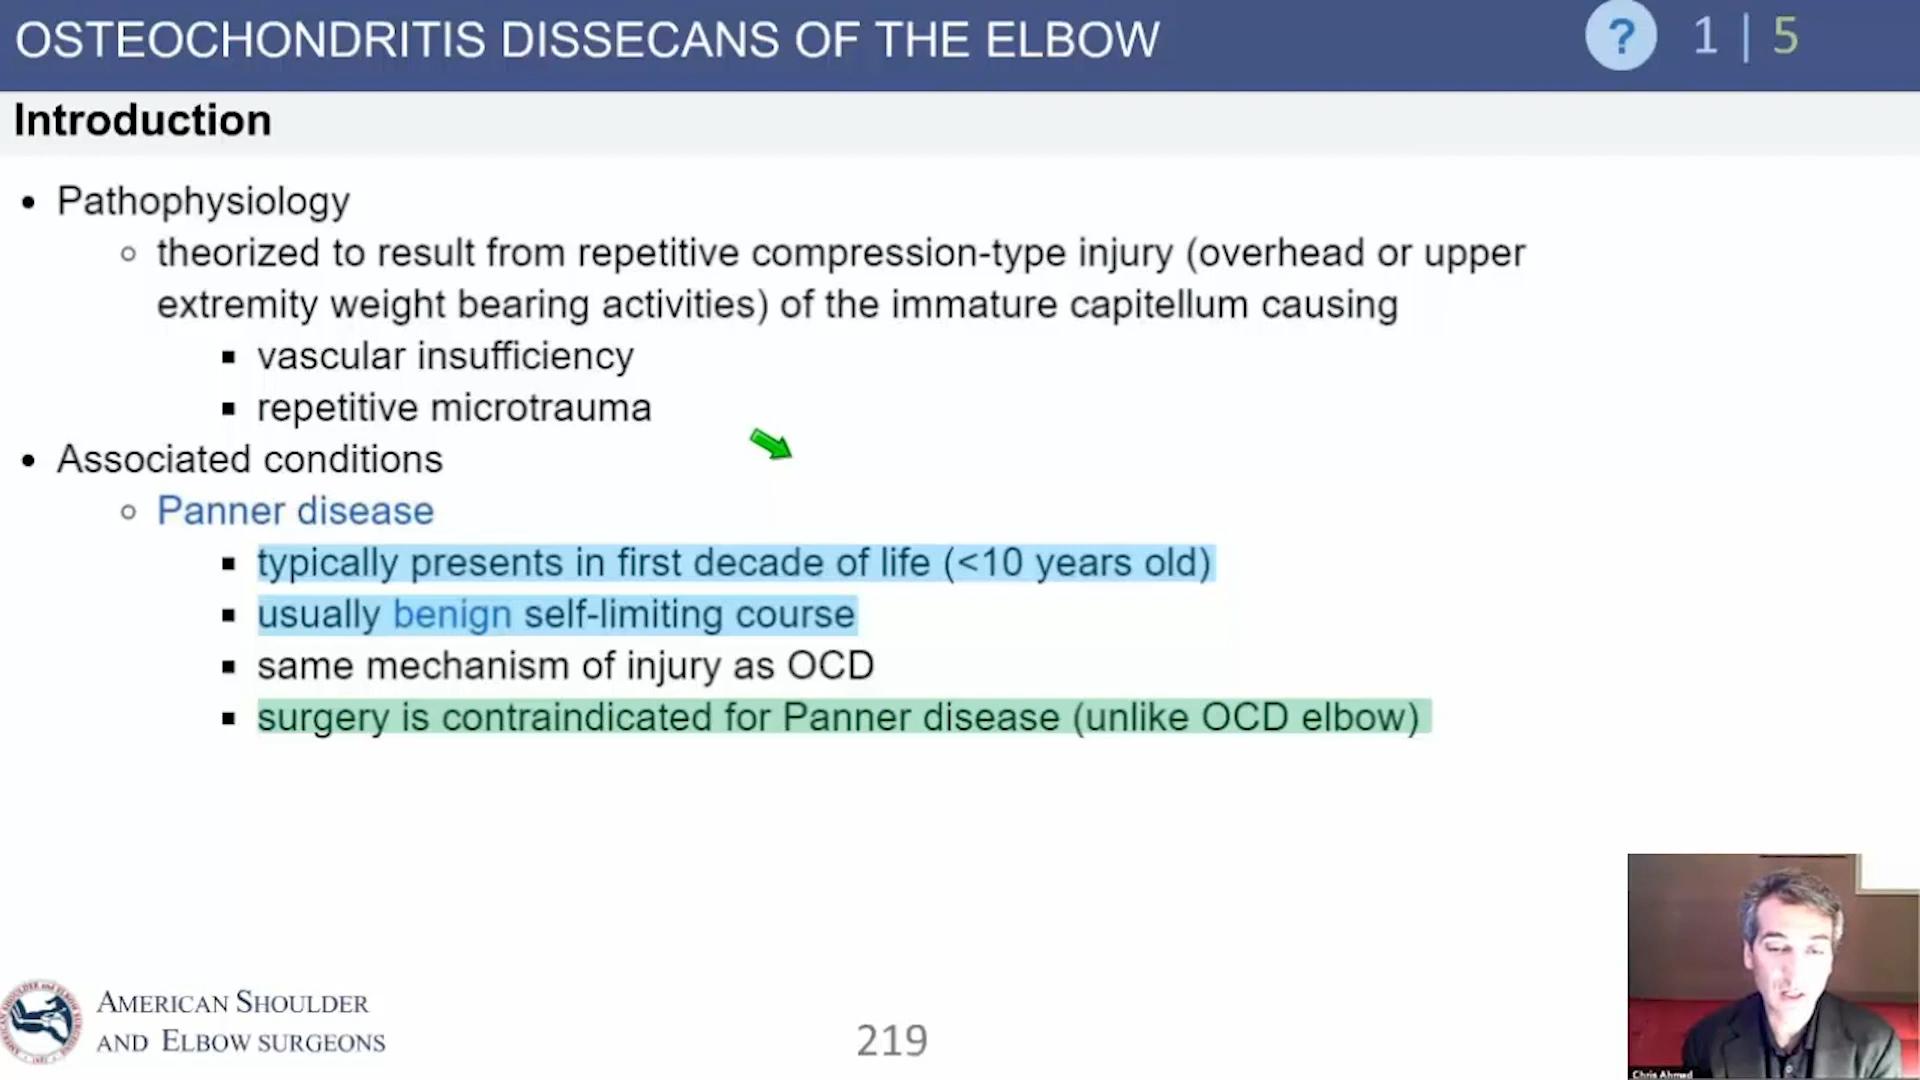 OSTEOCHONDRITIS DISSECANS OF THE ELBOW
? 1 | 5
Introduction
• Pathophysiology
○ theorized to result from repetitive compression-type injury (overhead or upper
extremity weight bearing activities) of the immature capitellum causing
▪ vascular insufficiency
▪ repetitive microtrauma
• Associated conditions
○ Panner disease
▪ typically presents in first decade of life (<10 years old)
▪ usually benign self-limiting course
▪ same mechanism of injury as OCD
▪ surgery is contraindicated for Panner disease (unlike OCD elbow)
AMERICAN SHOULDER
AND ELBOW SURGEONS
219
Chris Ahmad